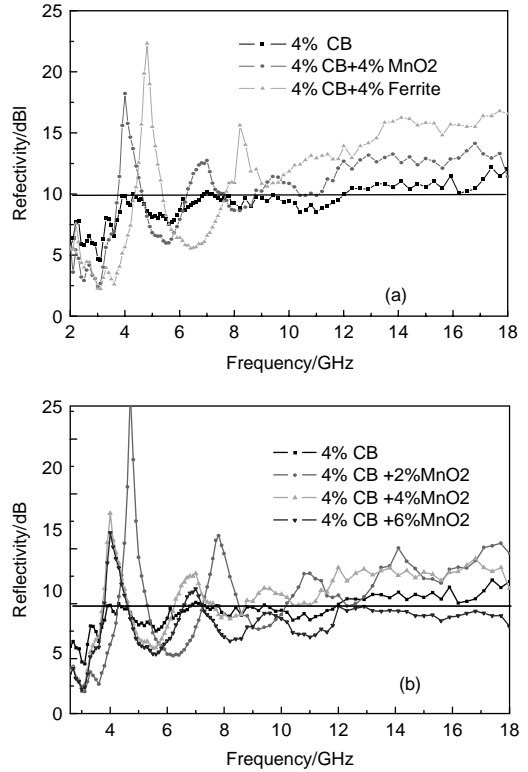 25
20
15
10
5
0
Refectivity/dBl
4% CB
4% CB+4% MnO2
4% CB+4% Ferrite
(a)
2 4 6 8 10 12 14 16 18
Frequency/GHz
25
20
15
10
5
0
Reflectivity/dB
4% CB
4% CB +2%MnO2
4% CB +4%MnO2
4% CB +6%MnO2
(b)
4 6 8 10 12 14 16 18
Frequency/GHz